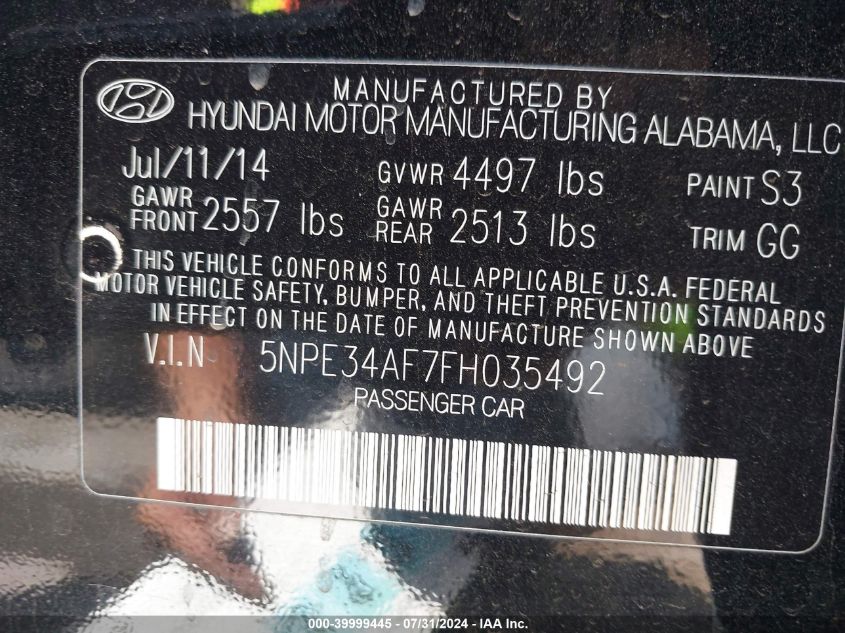 MANUFACTURED BY
HYUNDAI MOTOR MANUFACTURING ALABAMA, LLC
Jul/11/14 GVWR 4497 lbs PAINT S3
GAWR FRONT 2557 lbs GAWR REAR 2513 lbs TRIM GG
THIS VEHICLE CONFORMS TO ALL APPLICABLE U.S.A. FEDERAL
MOTOR VEHICLE SAFETY, BUMPER, AND THEFT PREVENTION STANDARDS
IN EFFECT ON THE DATE OF MANUFACTURE SHOWN ABOVE
V.I.N 5NPE34AF7FH035492
PASSENGER CAR
000-39999445 - 07/31/2024 - IAA Inc.